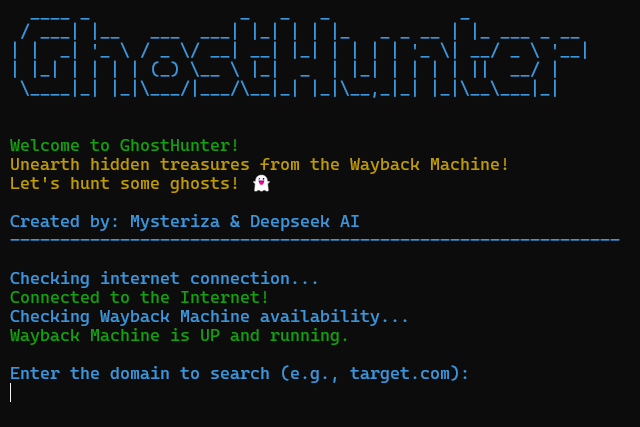 GhostHunter
Welcome to GhostHunter!
Unearth hidden treasures from the Wayback Machine!
Let's hunt some ghosts! 👻
Created by: Mysteriza & Deepseek AI
--------------------------------------------------------------
Checking internet connection...
Connected to the Internet!
Checking Wayback Machine availability...
Wayback Machine is UP and running.
Enter the domain to search (e.g., target.com):